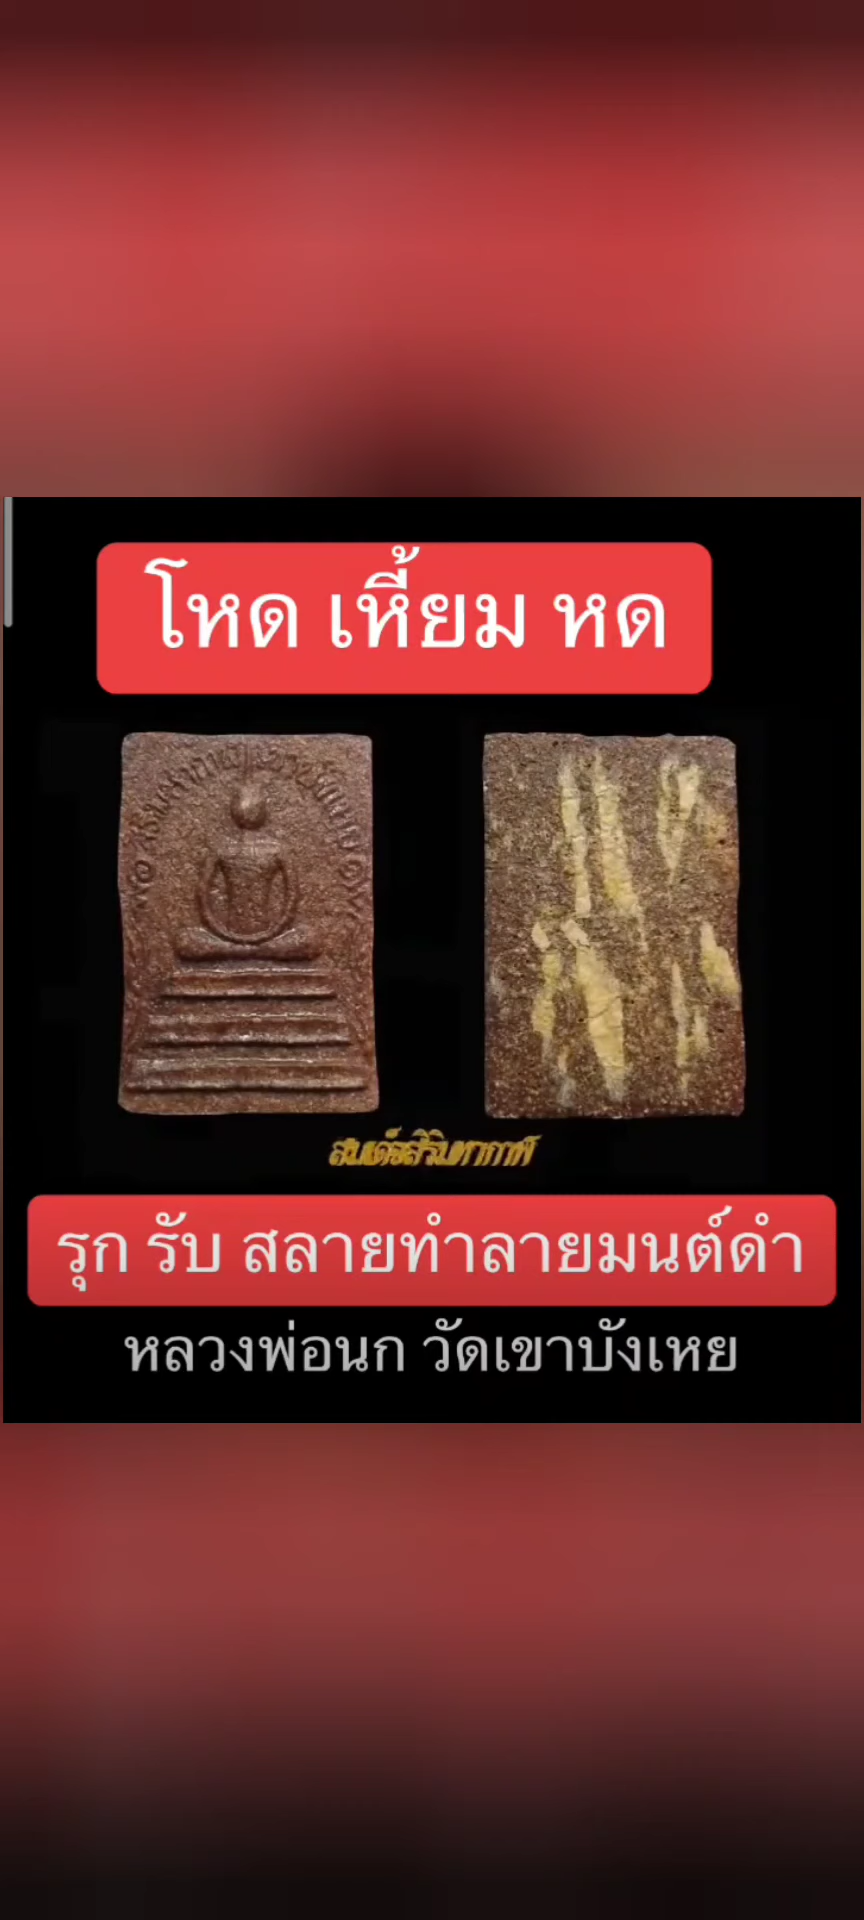 โหด เหี้ยม หด
รุก รับ สลายทำลายมนต์ดำ
หลวงพ่อนก วัดเขาบังเหย